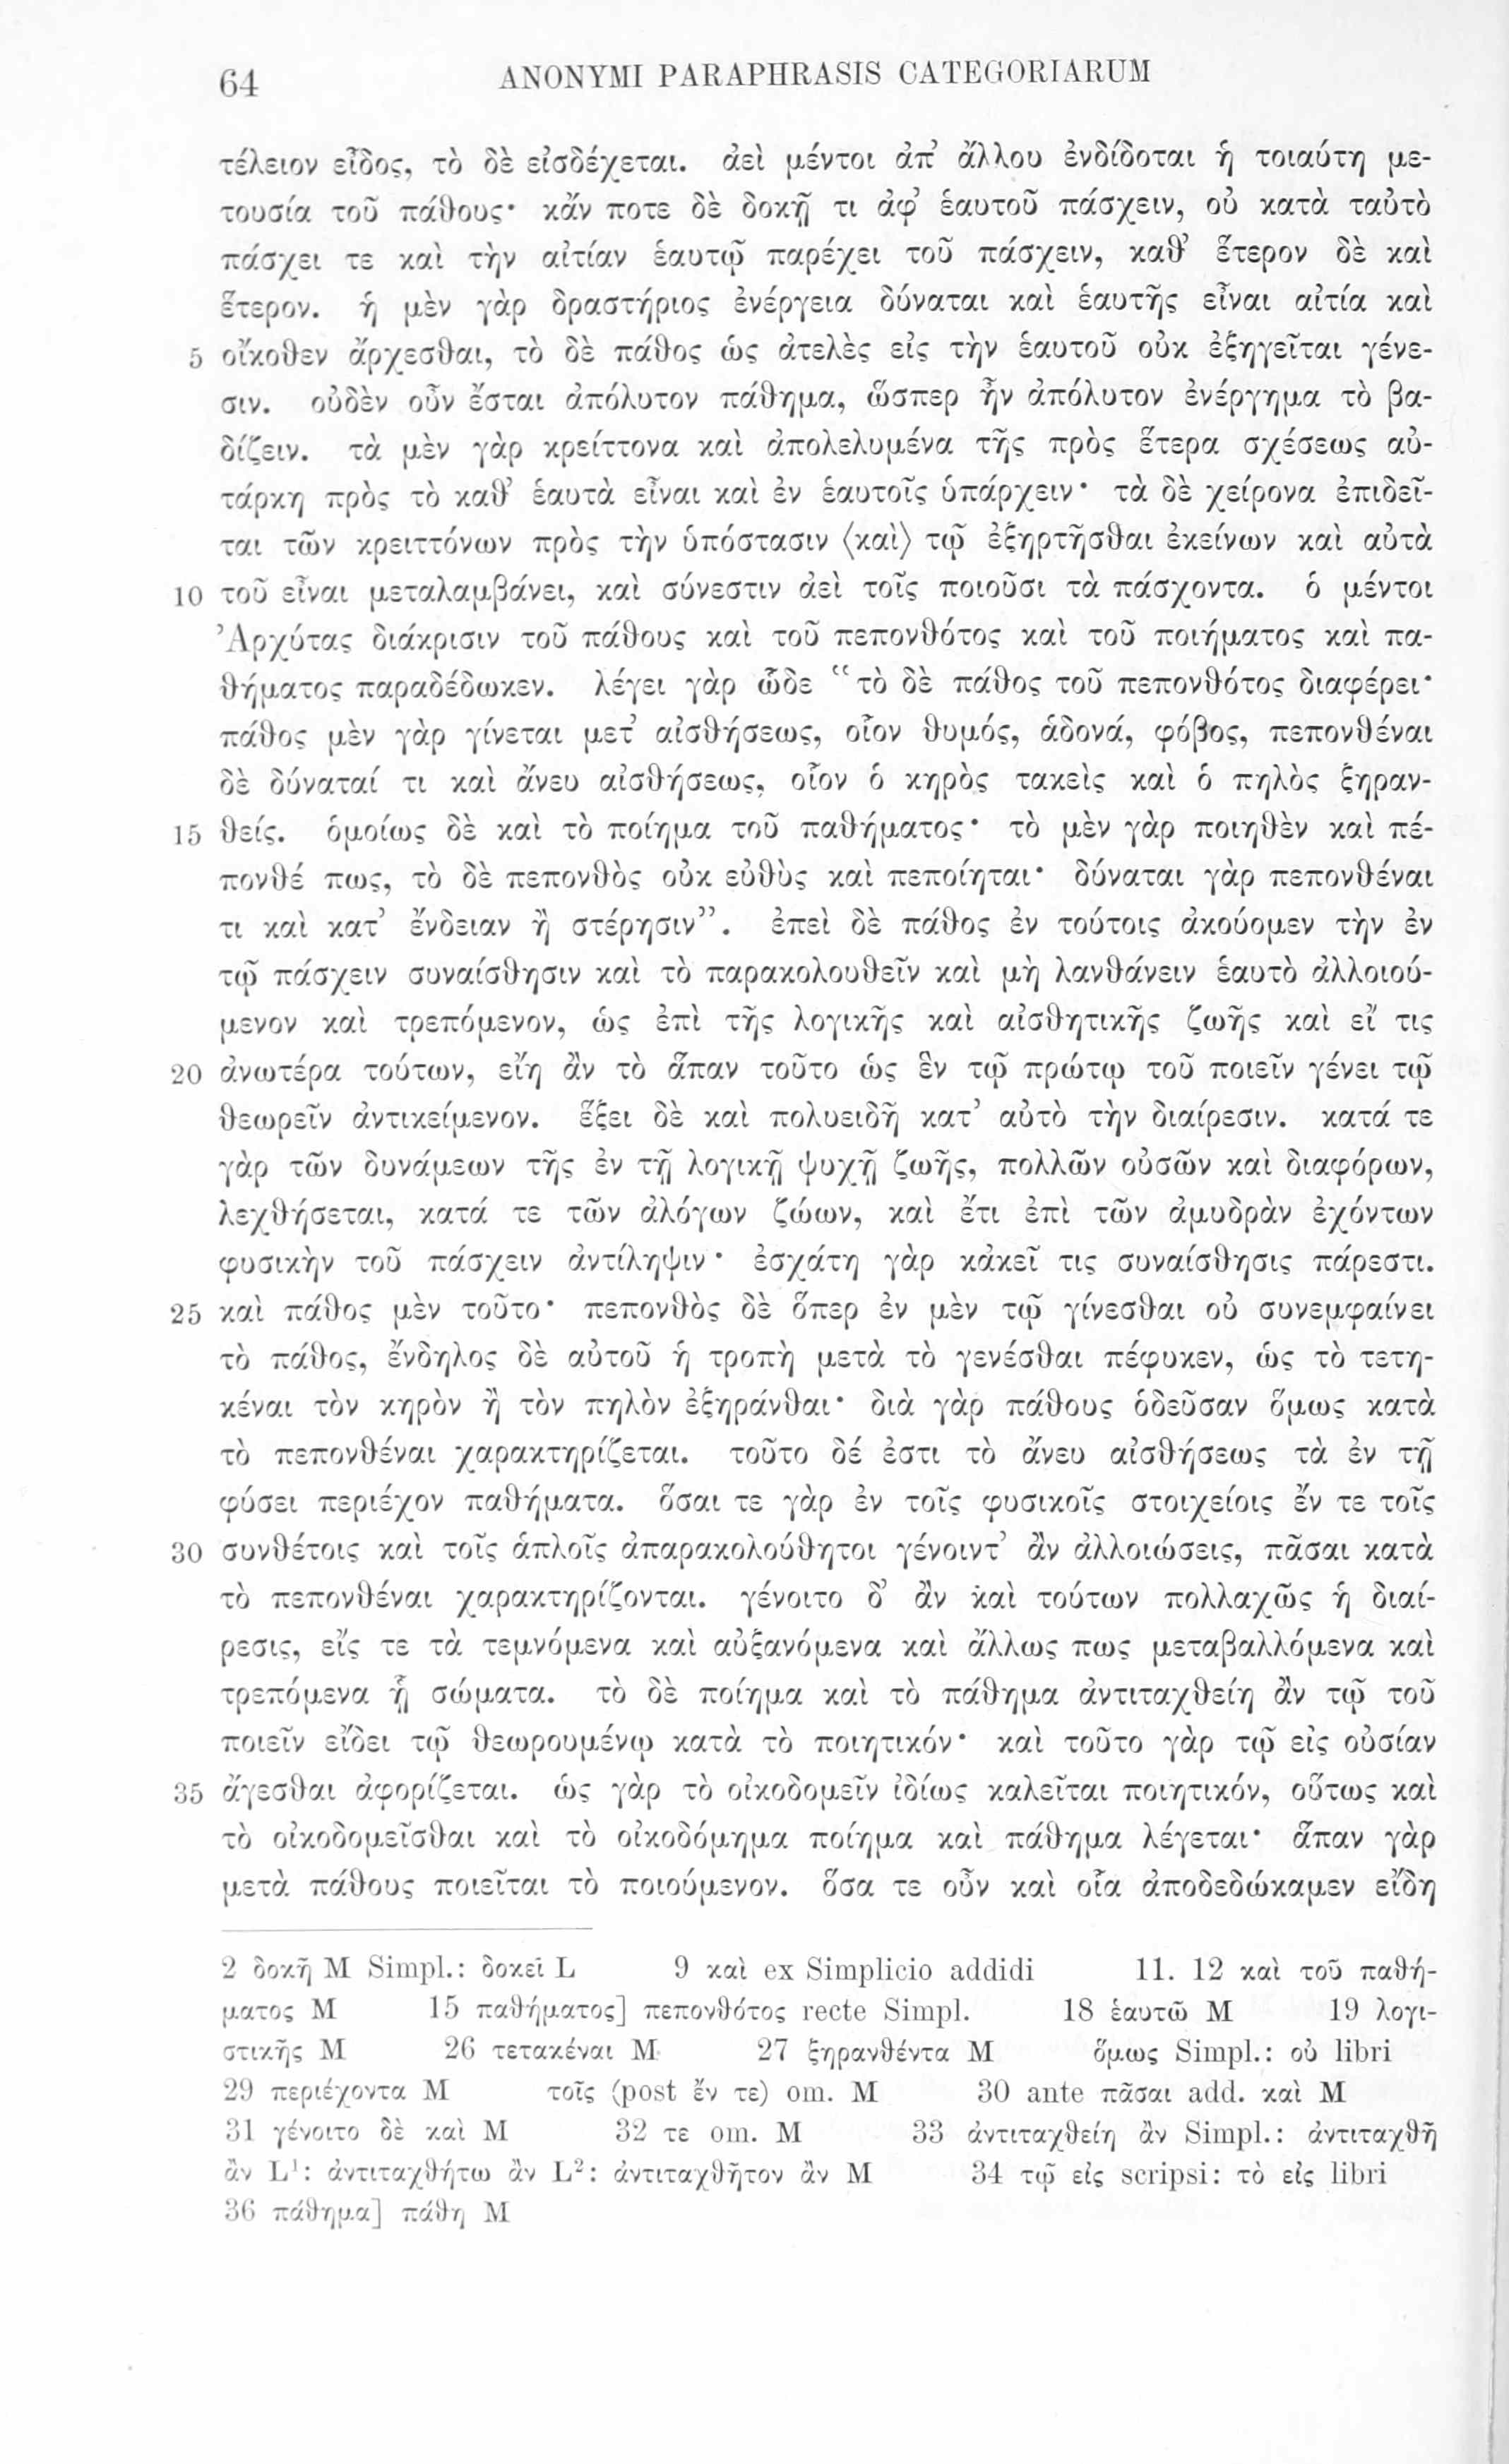 64
ANONYMI PARAPHRASIS CATEGORIARUM
τέλειον εἶδος, τὸ δὲ εἰσδέχεται. ἀεὶ μέντοι ἀπ’ ἄλλου ἐνδίδοται ἡ τοιαύτη με-
τουσία τοῦ πάθους· κἄν ποτε δὲ δοκῇ τι ἀφ’ ἑαυτοῦ πάσχειν, οὐ κατὰ ταὐτὸ
πάσχει τε καὶ τὴν αἰτίαν ἑαυτῷ παρέχει τοῦ πάσχειν, καθ’ ἕτερον δὲ καὶ
ἕτερον. ἡ μὲν γὰρ δραστήριος ἐνέργεια δύναται καὶ ἑαυτῆς εἶναι αἰτία καὶ
5 οἴκοθεν ἄρχεσθαι, τὸ δὲ πάθος ὡς ἀτελὲς εἰς τὴν ἑαυτοῦ οὐκ ἐξηγεῖται γένε-
σιν. οὐδὲν οὖν ἔσται ἀπόλυτον πάθημα, ὥσπερ ἦν ἀπόλυτον ἐνέργημα τὸ βα-
δίζειν. τὰ μὲν γὰρ κρείττονα καὶ ἀπολελυμένα τῆς πρὸς ἕτερα σχέσεως αὐ-
τάρκη πρὸς τὸ καθ’ ἑαυτὰ εἶναι καὶ ἐν ἑαυτοῖς ὑπάρχειν· τὰ δὲ χείρονα ἐπιδεῖ-
ται τῶν κρειττόνων πρὸς τὴν ὑπόστασιν ⟨καὶ⟩ τῷ ἐξηρτῆσθαι ἐκείνων καὶ αὐτὰ
10 τοῦ εἶναι μεταλαμβάνει, καὶ σύνεστιν ἀεὶ τοῖς ποιοῦσι τὰ πάσχοντα. ὁ μέντοι
Ἀρχύτας διάκρισιν τοῦ πάθους καὶ τοῦ πεπονθότος καὶ τοῦ ποιήματος καὶ πα-
θήματος παραδέδωκεν. λέγει γὰρ ὧδε “τὸ δὲ πάθος τοῦ πεπονθότος διαφέρει·
πάθος μὲν γὰρ γίνεται μετ’ αἰσθήσεως, οἷον θυμός, ἁδονά, φόβος, πεπονθέναι
δὲ δύναταί τι καὶ ἄνευ αἰσθήσεως, οἷον ὁ κηρὸς τακεὶς καὶ ὁ πηλὸς ξηραν-
15 θείς. ὁμοίως δὲ καὶ τὸ ποίημα τοῦ παθήματος· τὸ μὲν γὰρ ποιηθὲν καὶ πέ-
πονθέ πως, τὸ δὲ πεπονθὸς οὐκ εὐθὺς καὶ πεποίηται· δύναται γὰρ πεπονθέναι
τι καὶ κατ’ ἔνδειαν ἢ στέρησιν”. ἐπεὶ δὲ πάθος ἐν τούτοις ἀκούομεν τὴν ἐν
τῷ πάσχειν συναίσθησιν καὶ τὸ παρακολουθεῖν καὶ μὴ λανθάνειν ἑαυτὸ ἀλλοιού-
μενον καὶ τρεπόμενον, ὡς ἐπὶ τῆς λογικῆς καὶ αἰσθητικῆς ζωῆς καὶ εἴ τις
20 ἀνωτέρα τούτων, εἴη ἂν τὸ ἅπαν τοῦτο ὡς ἓν τῷ πρώτῳ τοῦ ποιεῖν γένει τῷ
θεωρεῖν ἀντικείμενον. ἕξει δὲ καὶ πολυειδῆ κατ’ αὐτὸ τὴν διαίρεσιν. κατά τε
γὰρ τῶν δυνάμεων τῆς ἐν τῇ λογικῇ ψυχῇ ζωῆς, πολλῶν οὐσῶν καὶ διαφόρων,
λεχθήσεται, κατά τε τῶν ἀλόγων ζώων, καὶ ἔτι ἐπὶ τῶν ἀμυδρὰν ἐχόντων
φυσικὴν τοῦ πάσχειν ἀντίληψιν· ἐσχάτη γὰρ κἀκεῖ τις συναίσθησις πάρεστι.
25 καὶ πάθος μὲν τοῦτο· πεπονθὸς δὲ ὅπερ ἐν μὲν τῷ γίνεσθαι οὐ συνεμφαίνει
τὸ πάθος, ἔνδηλος δὲ αὐτοῦ ἡ τροπὴ μετὰ τὸ γενέσθαι πέφυκεν, ὡς τὸ τετη-
κέναι τὸν κηρὸν ἢ τὸν πηλὸν ἐξηράνθαι· διὰ γὰρ πάθους ὁδεῦσαν ὅμως κατὰ
τὸ πεπονθέναι χαρακτηρίζεται. τοῦτο δέ ἐστι τὸ ἄνευ αἰσθήσεως τὰ ἐν τῇ
φύσει περιέχον παθήματα. ὅσαι τε γὰρ ἐν τοῖς φυσικοῖς στοιχείοις ἔν τε τοῖς
30 συνθέτοις καὶ τοῖς ἁπλοῖς ἀπαρακολούθητοι γένοιντ’ ἂν ἀλλοιώσεις, πᾶσαι κατὰ
τὸ πεπονθέναι χαρακτηρίζονται. γένοιτο δ’ ἂν καὶ τούτων πολλαχῶς ἡ διαί-
ρεσις, εἴς τε τὰ τεμνόμενα καὶ αὐξανόμενα καὶ ἄλλως πως μεταβαλλόμενα καὶ
τρεπόμενα ᾗ σώματα. τὸ δὲ ποίημα καὶ τὸ πάθημα ἀντιταχθείη ἂν τῷ τοῦ
ποιεῖν εἴδει τῷ θεωρουμένῳ κατὰ τὸ ποιητικόν· καὶ τοῦτο γὰρ τῷ εἰς οὐσίαν
35 ἄγεσθαι ἀφορίζεται. ὡς γὰρ τὸ οἰκοδομεῖν ἰδίως καλεῖται ποιητικόν, οὕτως καὶ
τὸ οἰκοδομεῖσθαι καὶ τὸ οἰκοδόμημα ποίημα καὶ πάθημα λέγεται· ἅπαν γὰρ
μετὰ πάθους ποιεῖται τὸ ποιούμενον. ὅσα τε οὖν καὶ οἷα ἀποδεδώκαμεν εἴδη
2 δοκῆ M Simpl.: δοκεῖ L 9 καὶ ex Simplicio addidi 11. 12 καὶ τοῦ παθή-
ματος M 15 παθήματος] πεπονθότος recte Simpl. 18 ἑαυτῶ M 19 λογι-
στικῆς M 26 τετακέναι M 27 ξηρανθέντα M ὅμως Simpl.: οὐ libri
29 περιέχοντα M τοῖς (post ἔν τε) om. M 30 ante πᾶσαι add. καὶ M
31 γένοιτο δὲ καὶ M 32 τε om. M 33 ἀντιταχθείη ἂν Simpl.: ἀντιταχθῆ
ἂν L¹: ἀντιταχθήτω ἂν L²: ἀντιταχθῆτον ἂν M 34 τῷ εἰς scripsi: τὸ εἰς libri
36 πάθημα] πάθη M